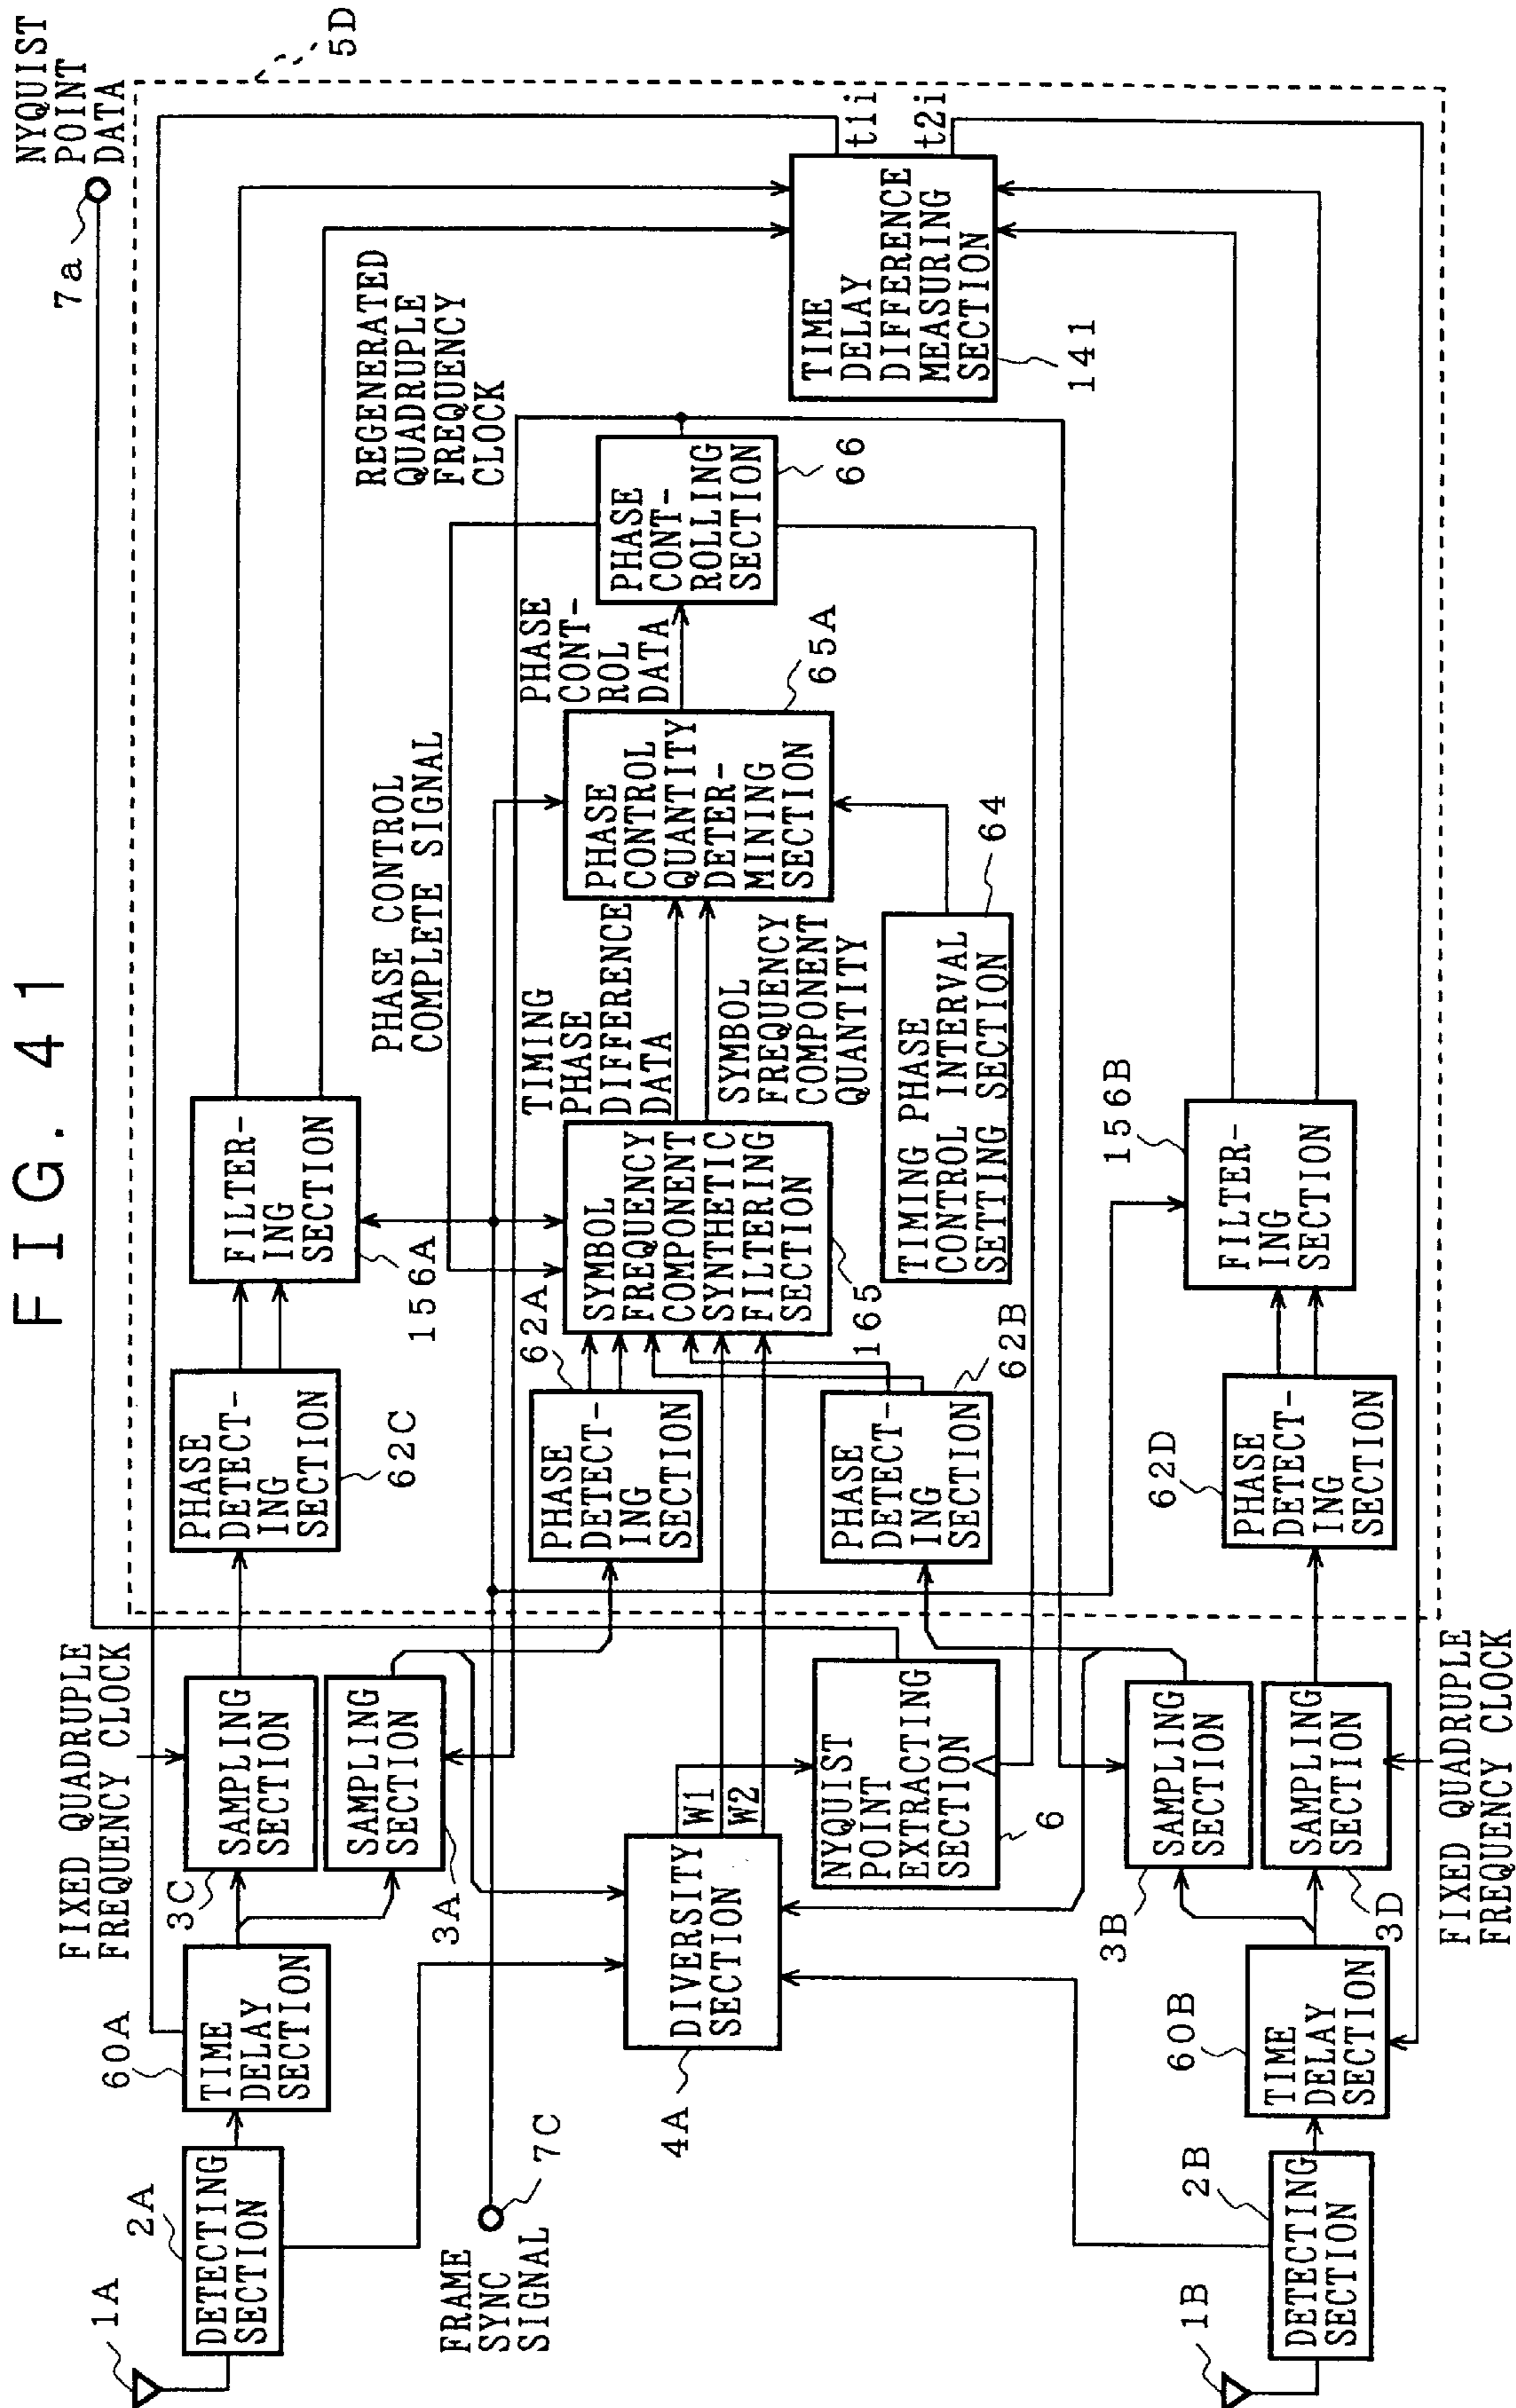 FIG. 41
NYQUIST
POINT
DATA
7a
5D
FIXED QUADRUPLE
FREQUENCY CLOCK
1A
2A
DETECTING
SECTION
60A
TIME
DELAY
SECTION
3C
SAMPLING
SECTION
3A
SAMPLING
SECTION
PHASE
DETECT-
ING
SECTION
62C
FILTER-
ING
SECTION
156A
PHASE CONTROL
COMPLETE SIGNAL
REGENERATED
QUADRUPLE
FREQUENCY
CLOCK
t1i
t2i
TIME
DELAY
DIFFERENCE
MEASURING
SECTION
141
FRAME
SYNC
SIGNAL
7C
4A
DIVERSITY
SECTION
W1
W2
NYQUIST
POINT
EXTRACTING
SECTION
6
62A
PHASE
DETECT-
ING
SECTION
PHASE
DETECT-
ING
SECTION
62B
SYMBOL
FREQUENCY
COMPONENT
SYNTHETIC
FILTERING
SECTION
165
TIMING
PHASE
DIFFERENCE
DATA
SYMBOL
FREQUENCY
COMPONENT
QUANTITY
PHASE
CONTROL
QUANTITY
DETER-
MINING
SECTION
65A
PHASE
CONT-
ROL
DATA
PHASE
CONT-
ROLLING
SECTION
66
TIMING PHASE
CONTROL INTERVAL
SETTING SECTION
64
1B
2B
DETECTING
SECTION
60B
TIME
DELAY
SECTION
3B
SAMPLING
SECTION
3D
SAMPLING
SECTION
62D
PHASE
DETECT-
ING
SECTION
156B
FILTER-
ING
SECTION
FIXED QUADRUPLE
FREQUENCY CLOCK